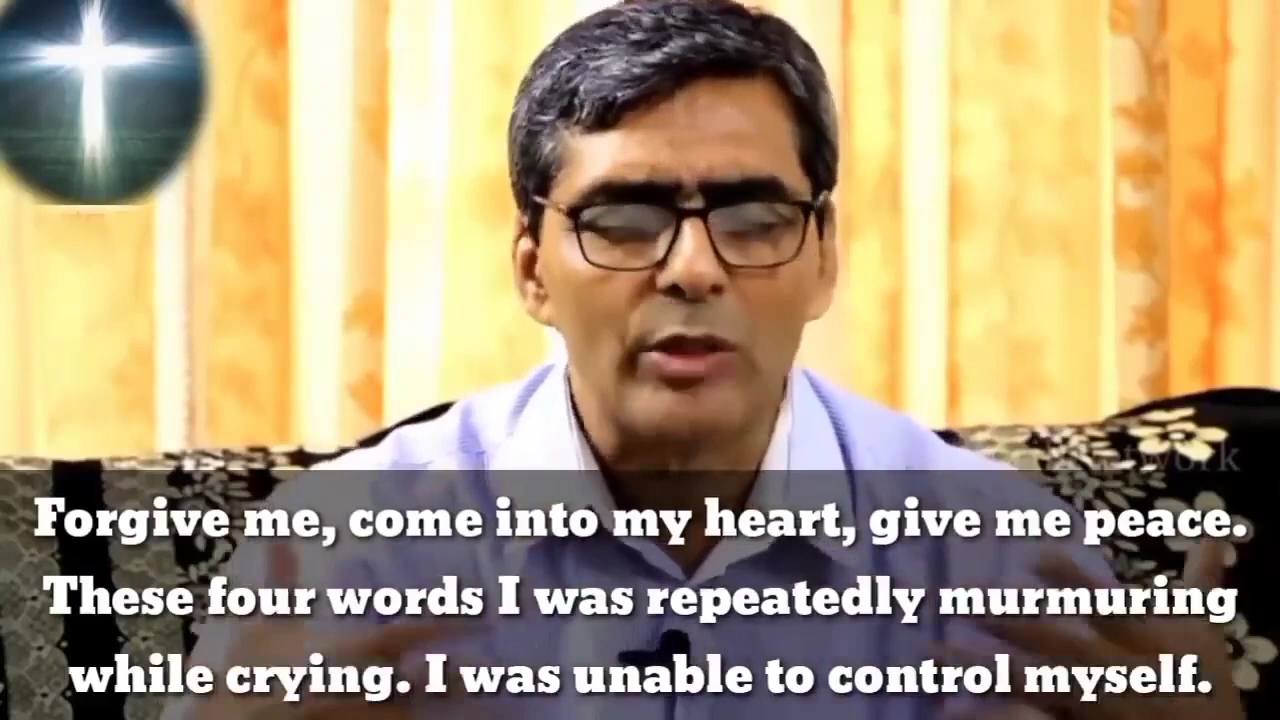 Forgive me, come into my heart, give me peace.
These four words I was repeatedly murmuring
while crying. I was unable to control myself.